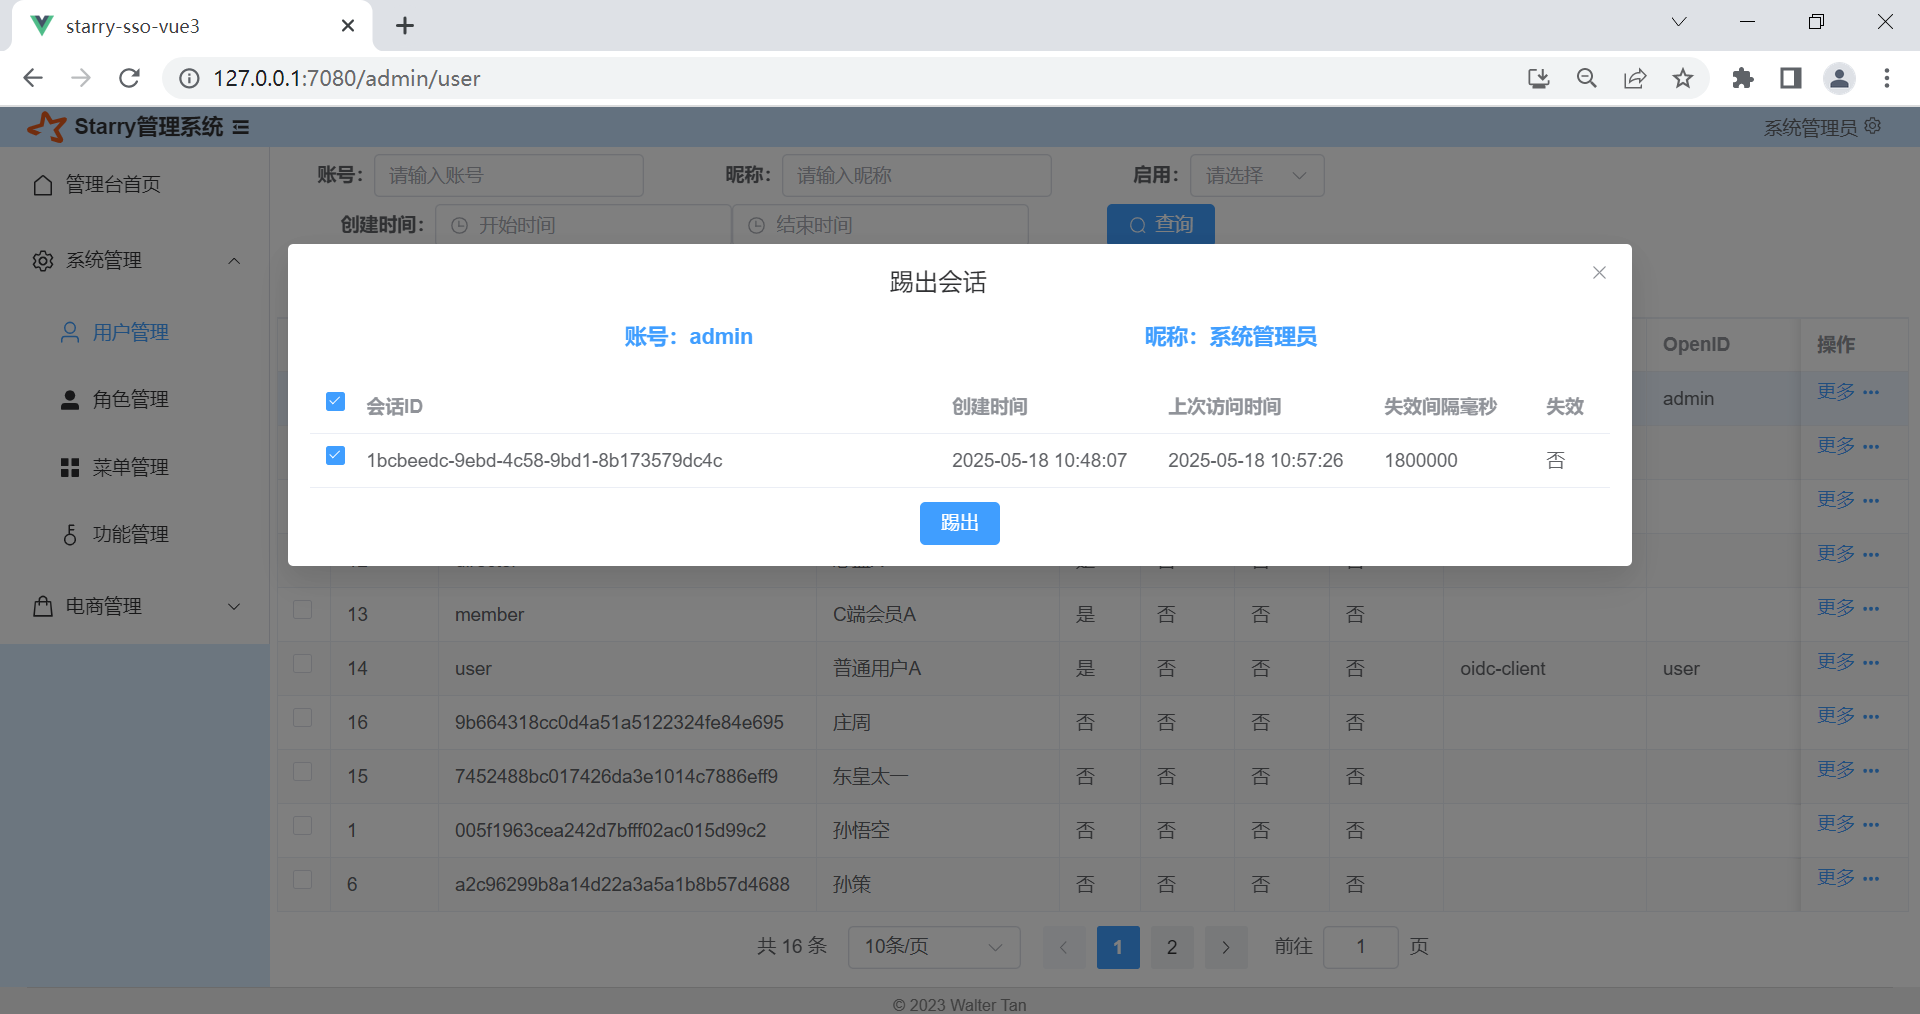 starry-sso-vue3
127.0.0.1:7080/admin/user
Starry管理系统
系统管理员
管理台首页
系统管理
用户管理
角色管理
菜单管理
功能管理
电商管理
账号: 请输入账号 昵称: 请输入昵称 启用: 请选择
创建时间: 开始时间 结束时间 查询
踢出会话
账号：admin 昵称：系统管理员
会话ID 创建时间 上次访问时间 失效间隔毫秒 失效
1bcbeedc-9ebd-4c58-9bd1-8b173579dc4c 2025-05-18 10:48:07 2025-05-18 10:57:26 1800000 否
踢出
OpenID 操作
admin 更多
更多
更多
更多
13 member C端会员A 是 否 否 否 更多
14 user 普通用户A 是 否 否 否 oidc-client user 更多
16 9b664318cc0d4a51a5122324fe84e695 庄周 否 否 否 否 更多
15 7452488bc017426da3e1014c7886eff9 东皇太一 否 否 否 否 更多
1 005f1963cea242d7bfff02ac015d99c2 孙悟空 否 否 否 否 更多
6 a2c96299b8a14d22a3a5a1b8b57d4688 孙策 否 否 否 否 更多
共 16 条 10条/页 1 2 前往 1 页
© 2023 Walter Tan